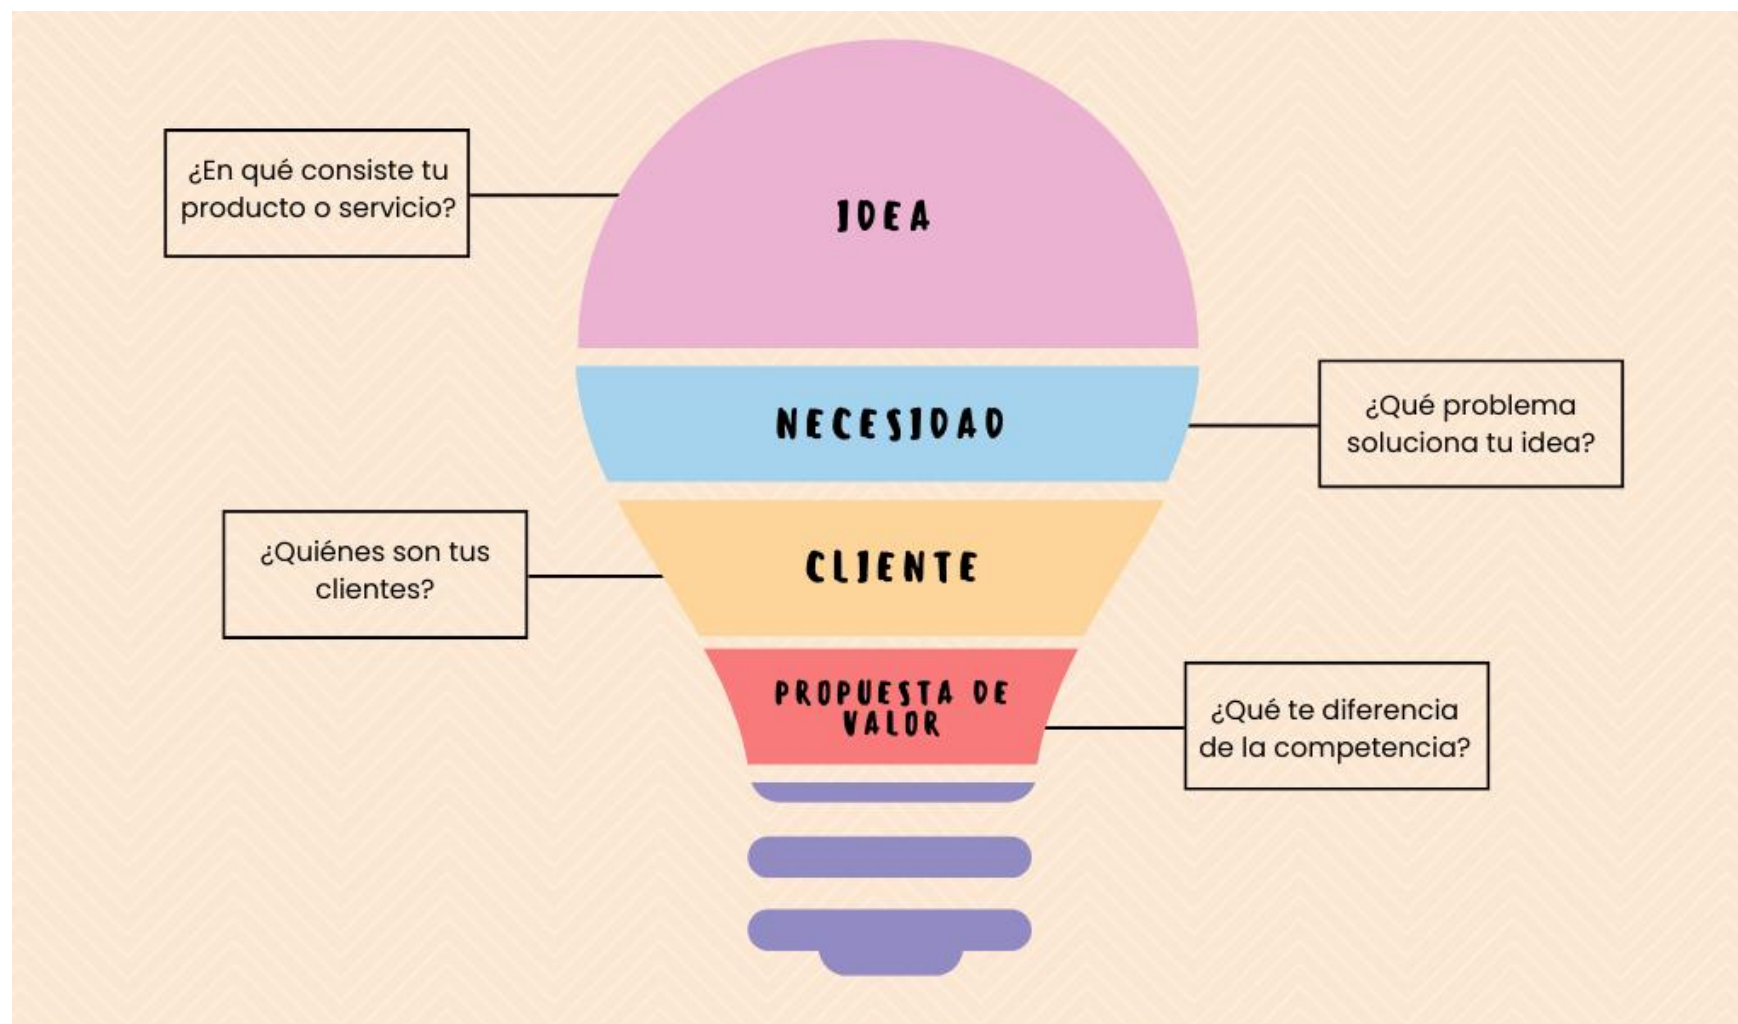 ¿En qué consiste tu
producto o servicio?
IDEA
NECESIDAD
¿Qué problema
soluciona tu idea?
¿Quiénes son tus
clientes?
CLIENTE
PROPUESTA DE
VALOR
¿Qué te diferencia
de la competencia?